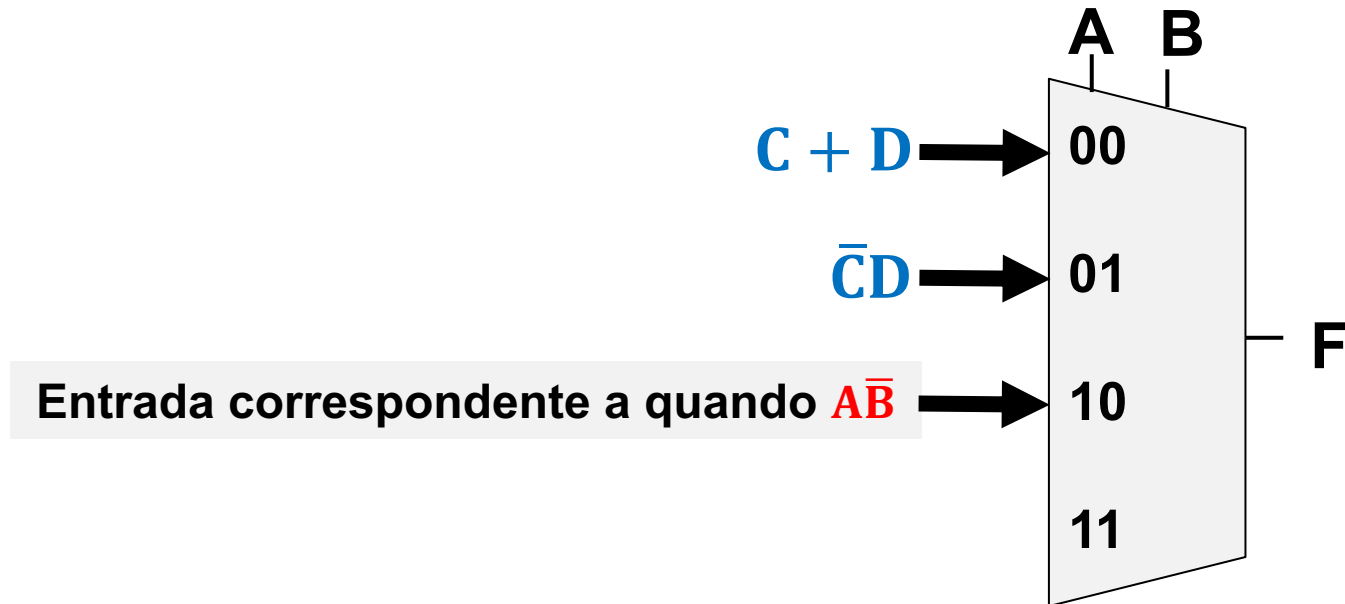 A B
C + D 00
C̅D 01
F
Entrada correspondente a quando AB̅ 10
11